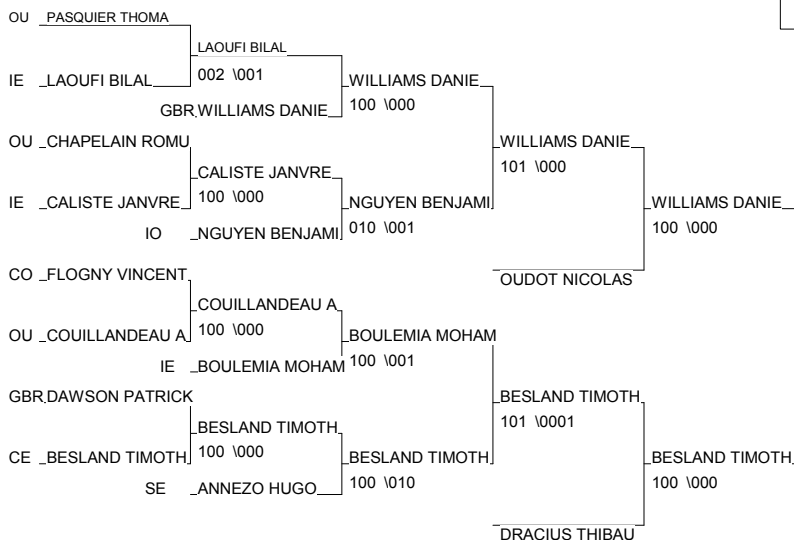 OU PASQUIER THOMA
LAOUFI BILAL
IE LAOUFI BILAL 002 \001 WILLIAMS DANIE
GBR WILLIAMS DANIE 100 \000
OU CHAPELAIN ROMU WILLIAMS DANIE
CALISTE JANVRE 101 \000
IE CALISTE JANVRE 100 \000 NGUYEN BENJAMI WILLIAMS DANIE
IO NGUYEN BENJAMI 010 \001 100 \000
CO FLOGNY VINCENT OUDOT NICOLAS
COUILLANDEAU A
OU COUILLANDEAU A 100 \000 BOULEMIA MOHAM
IE BOULEMIA MOHAM 100 \001
GBR DAWSON PATRICK BESLAND TIMOTH
BESLAND TIMOTH 101 \0001
CE BESLAND TIMOTH 100 \000 BESLAND TIMOTH BESLAND TIMOTH
SE ANNEZO HUGO 100 \010 100 \000
DRACIUS THIBAU